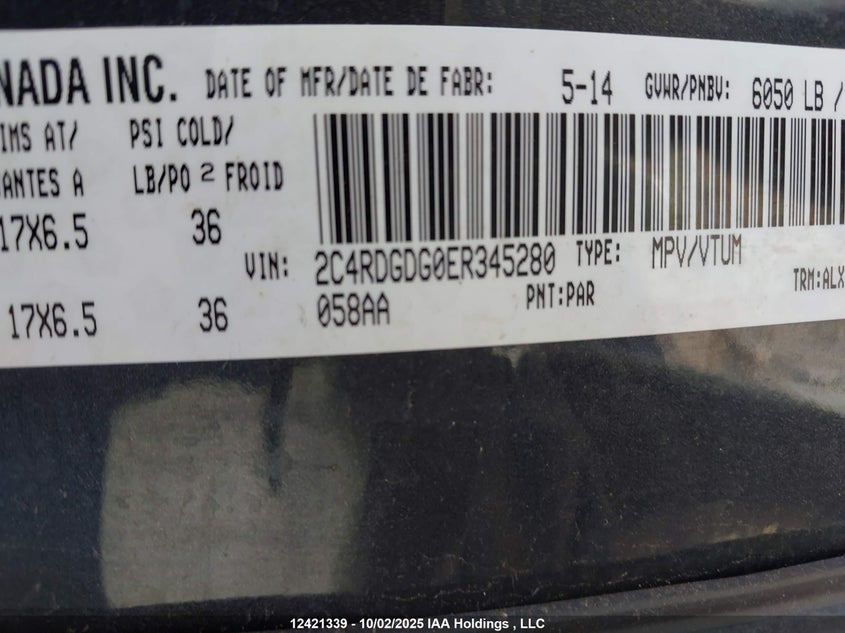 NADA INC. DATE OF MFR/DATE DE FABR: 5-14 GVWR/PNBV: 6050 LB /
IMS AT/ PSI COLD/
ANTES A LB/PO 2 FROID
17X6.5 36
VIN: 2C4RDGDG0ER345280 TYPE: MPV/VTUM
17X6.5 36 058AA PNT:PAR TRM:ALX
12421339 - 10/02/2025 IAA Holdings , LLC